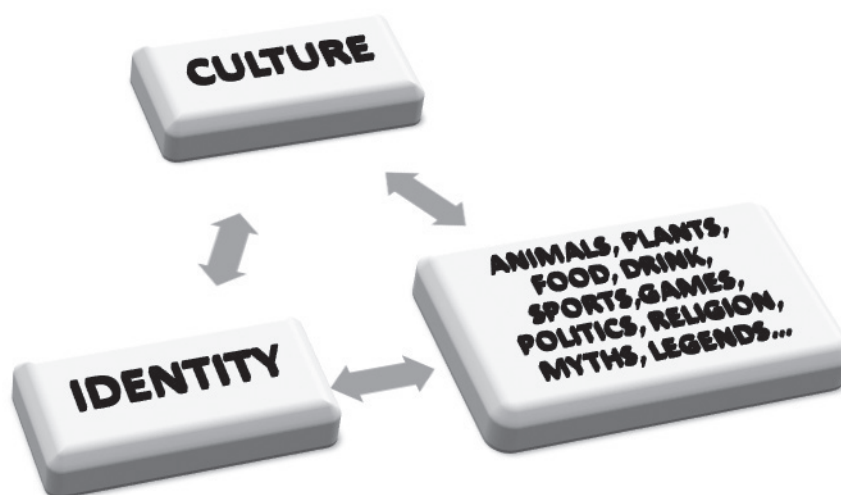 CULTURE
ANIMALS, PLANTS,
FOOD, DRINK,
SPORTS,GAMES,
POLITICS, RELIGION,
MYTHS, LEGENDS...
IDENTITY